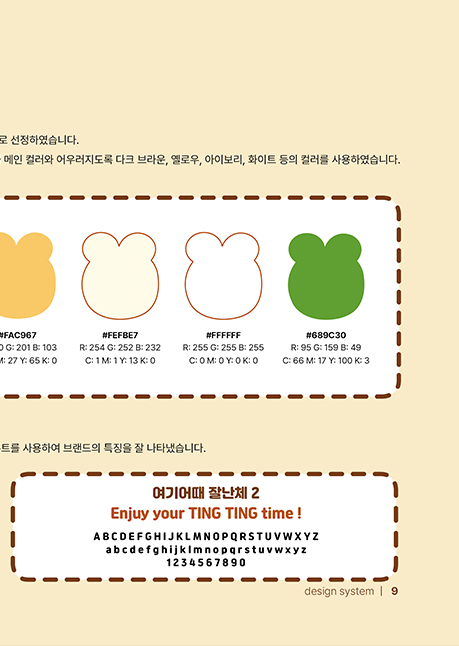 로 선정하였습니다.
메인 컬러와 어우러지도록 다크 브라운, 옐로우, 아이보리, 화이트 등의 컬러를 사용하였습니다.
#FAC967 #FEFBE7 #FFFFFF #689C30
0 G: 201 B: 103 R: 254 G: 252 B: 232 R: 255 G: 255 B: 255 R: 95 G: 159 B: 49
M: 27 Y: 65 K: 0 C: 1 M: 1 Y: 13 K: 0 C: 0 M: 0 Y: 0 K: 0 C: 66 M: 17 Y: 100 K: 3
트를 사용하여 브랜드의 특징을 잘 나타냈습니다.
여기어때 잘난체 2
Enjoy your TING TING time !
ABCDEFGHIJKLMNOPQRSTUVWXYZ
abcdefghijklmnopqrstuvwxyz
1234567890
design system | 9